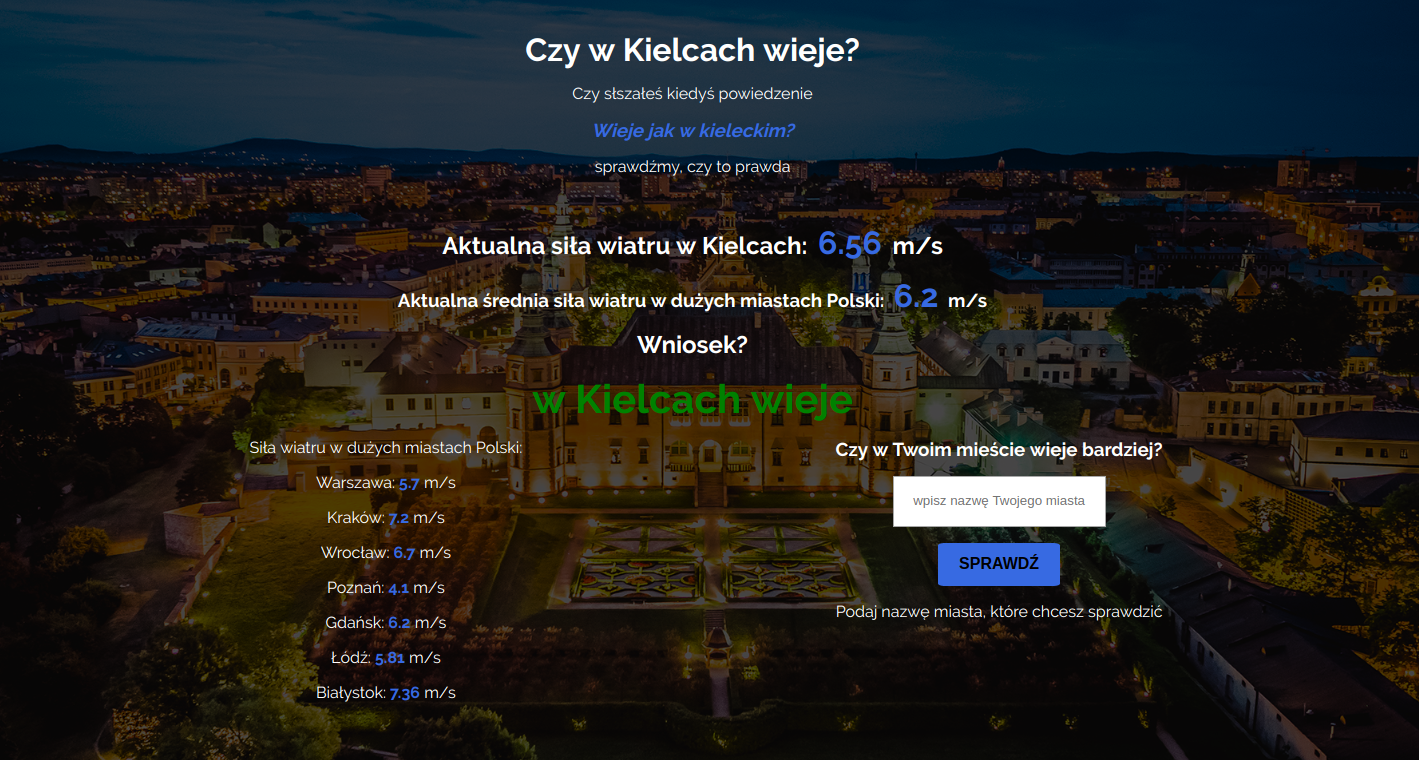 Czy w Kielcach wieje?
Czy słszałeś kiedyś powiedzenie
Wieje jak w kieleckim?
sprawdźmy, czy to prawda
Aktualna siła wiatru w Kielcach: 6.56 m/s
Aktualna średnia siła wiatru w dużych miastach Polski: 6.2 m/s
Wniosek?
w Kielcach wieje
Siła wiatru w dużych miastach Polski:
Warszawa: 5.7 m/s
Kraków: 7.2 m/s
Wrocław: 6.7 m/s
Poznań: 4.1 m/s
Gdańsk: 6.2 m/s
Łódź: 5.81 m/s
Białystok: 7.36 m/s
Czy w Twoim mieście wieje bardziej?
wpisz nazwę Twojego miasta
SPRAWDŹ
Podaj nazwę miasta, które chcesz sprawdzić